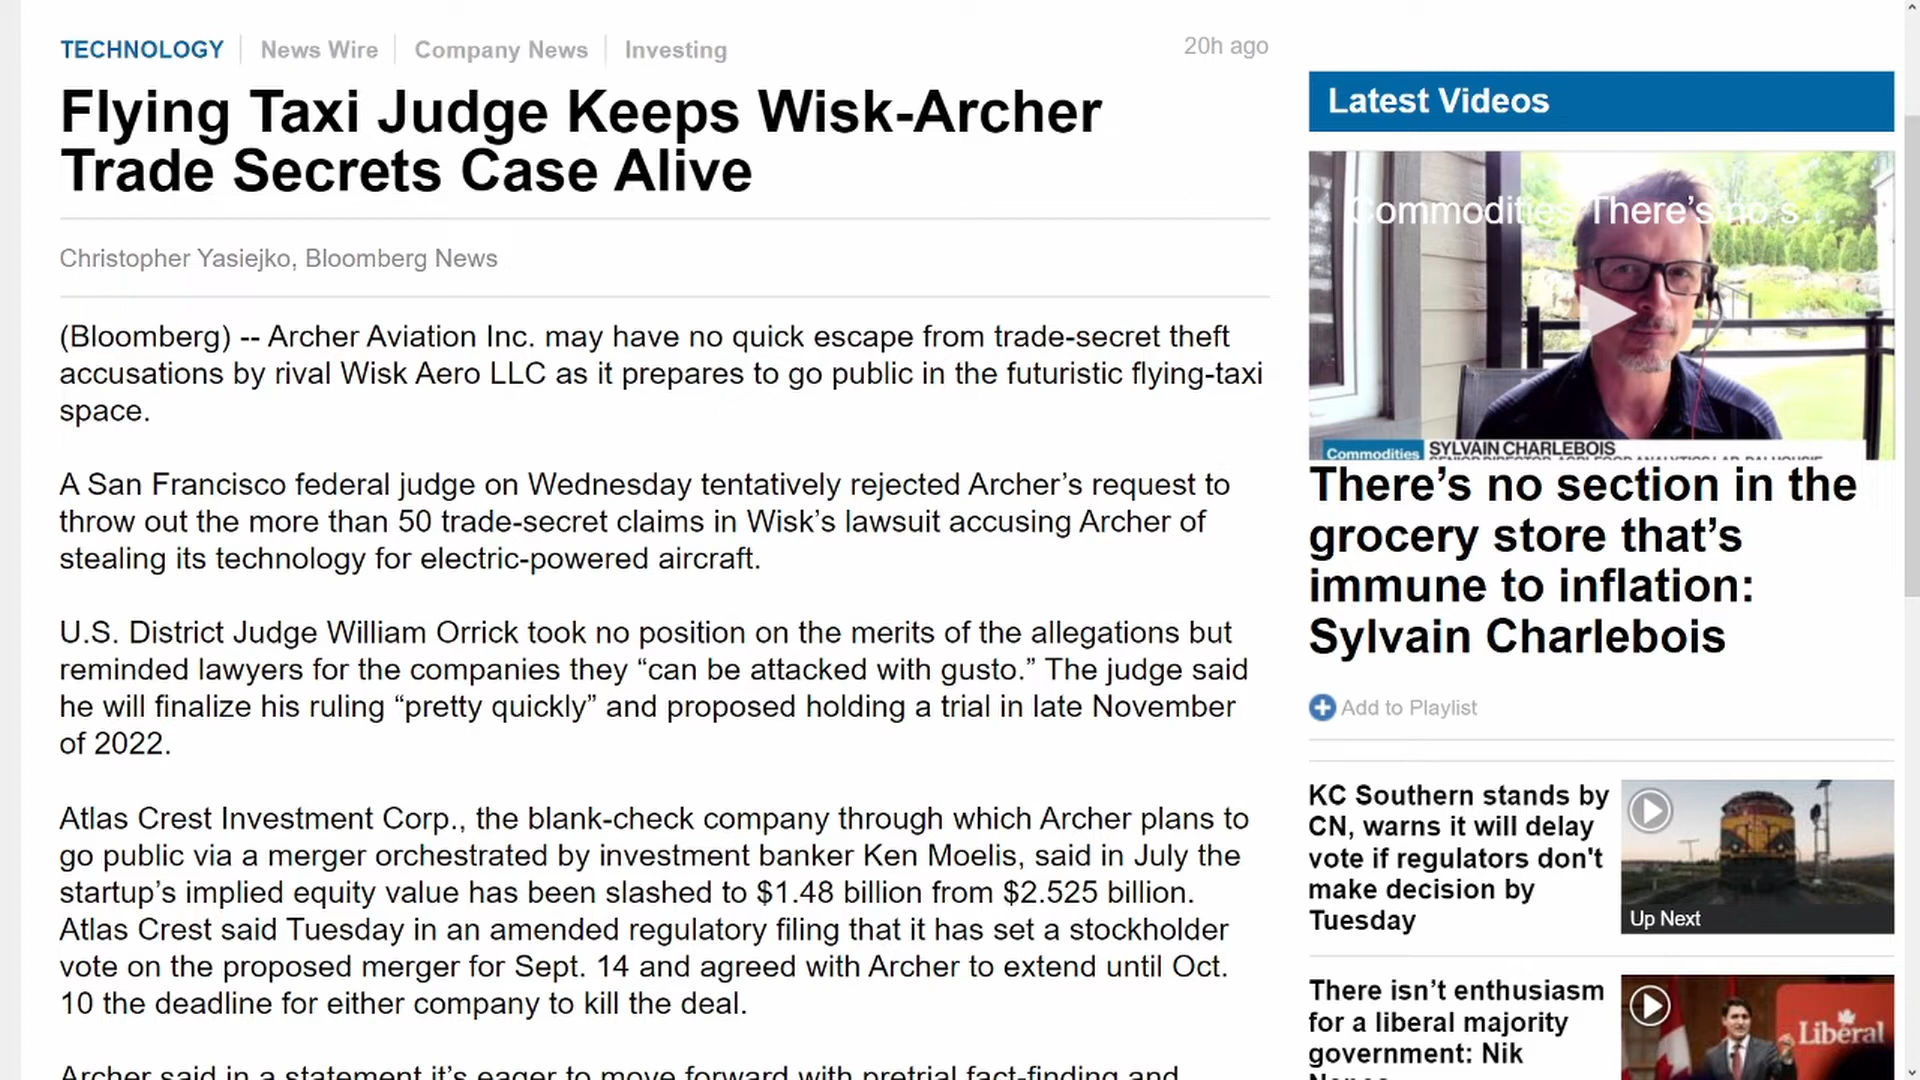 TECHNOLOGY
News Wire
Company News
Investing
20h ago
Flying Taxi Judge Keeps Wisk-Archer
Trade Secrets Case Alive
Christopher Yasiejko, Bloomberg News
(Bloomberg) -- Archer Aviation Inc. may have no quick escape from trade-secret theft
accusations by rival Wisk Aero LLC as it prepares to go public in the futuristic flying-taxi
space.
A San Francisco federal judge on Wednesday tentatively rejected Archer’s request to
throw out the more than 50 trade-secret claims in Wisk’s lawsuit accusing Archer of
stealing its technology for electric-powered aircraft.
U.S. District Judge William Orrick took no position on the merits of the allegations but
reminded lawyers for the companies they “can be attacked with gusto.” The judge said
he will finalize his ruling “pretty quickly” and proposed holding a trial in late November
of 2022.
Atlas Crest Investment Corp., the blank-check company through which Archer plans to
go public via a merger orchestrated by investment banker Ken Moelis, said in July the
startup’s implied equity value has been slashed to $1.48 billion from $2.525 billion.
Atlas Crest said Tuesday in an amended regulatory filing that it has set a stockholder
vote on the proposed merger for Sept. 14 and agreed with Archer to extend until Oct.
10 the deadline for either company to kill the deal.
Archer said in a statement it’s eager to move forward with pretrial fact-finding and
Latest Videos
Commodities There’s no s...
Commodities
SYLVAIN CHARLEBOIS
There’s no section in the
grocery store that’s
immune to inflation:
Sylvain Charlebois
Add to Playlist
KC Southern stands by
CN, warns it will delay
vote if regulators don't
make decision by
Tuesday
Up Next
There isn’t enthusiasm
for a liberal majority
government: Nik
Liberal